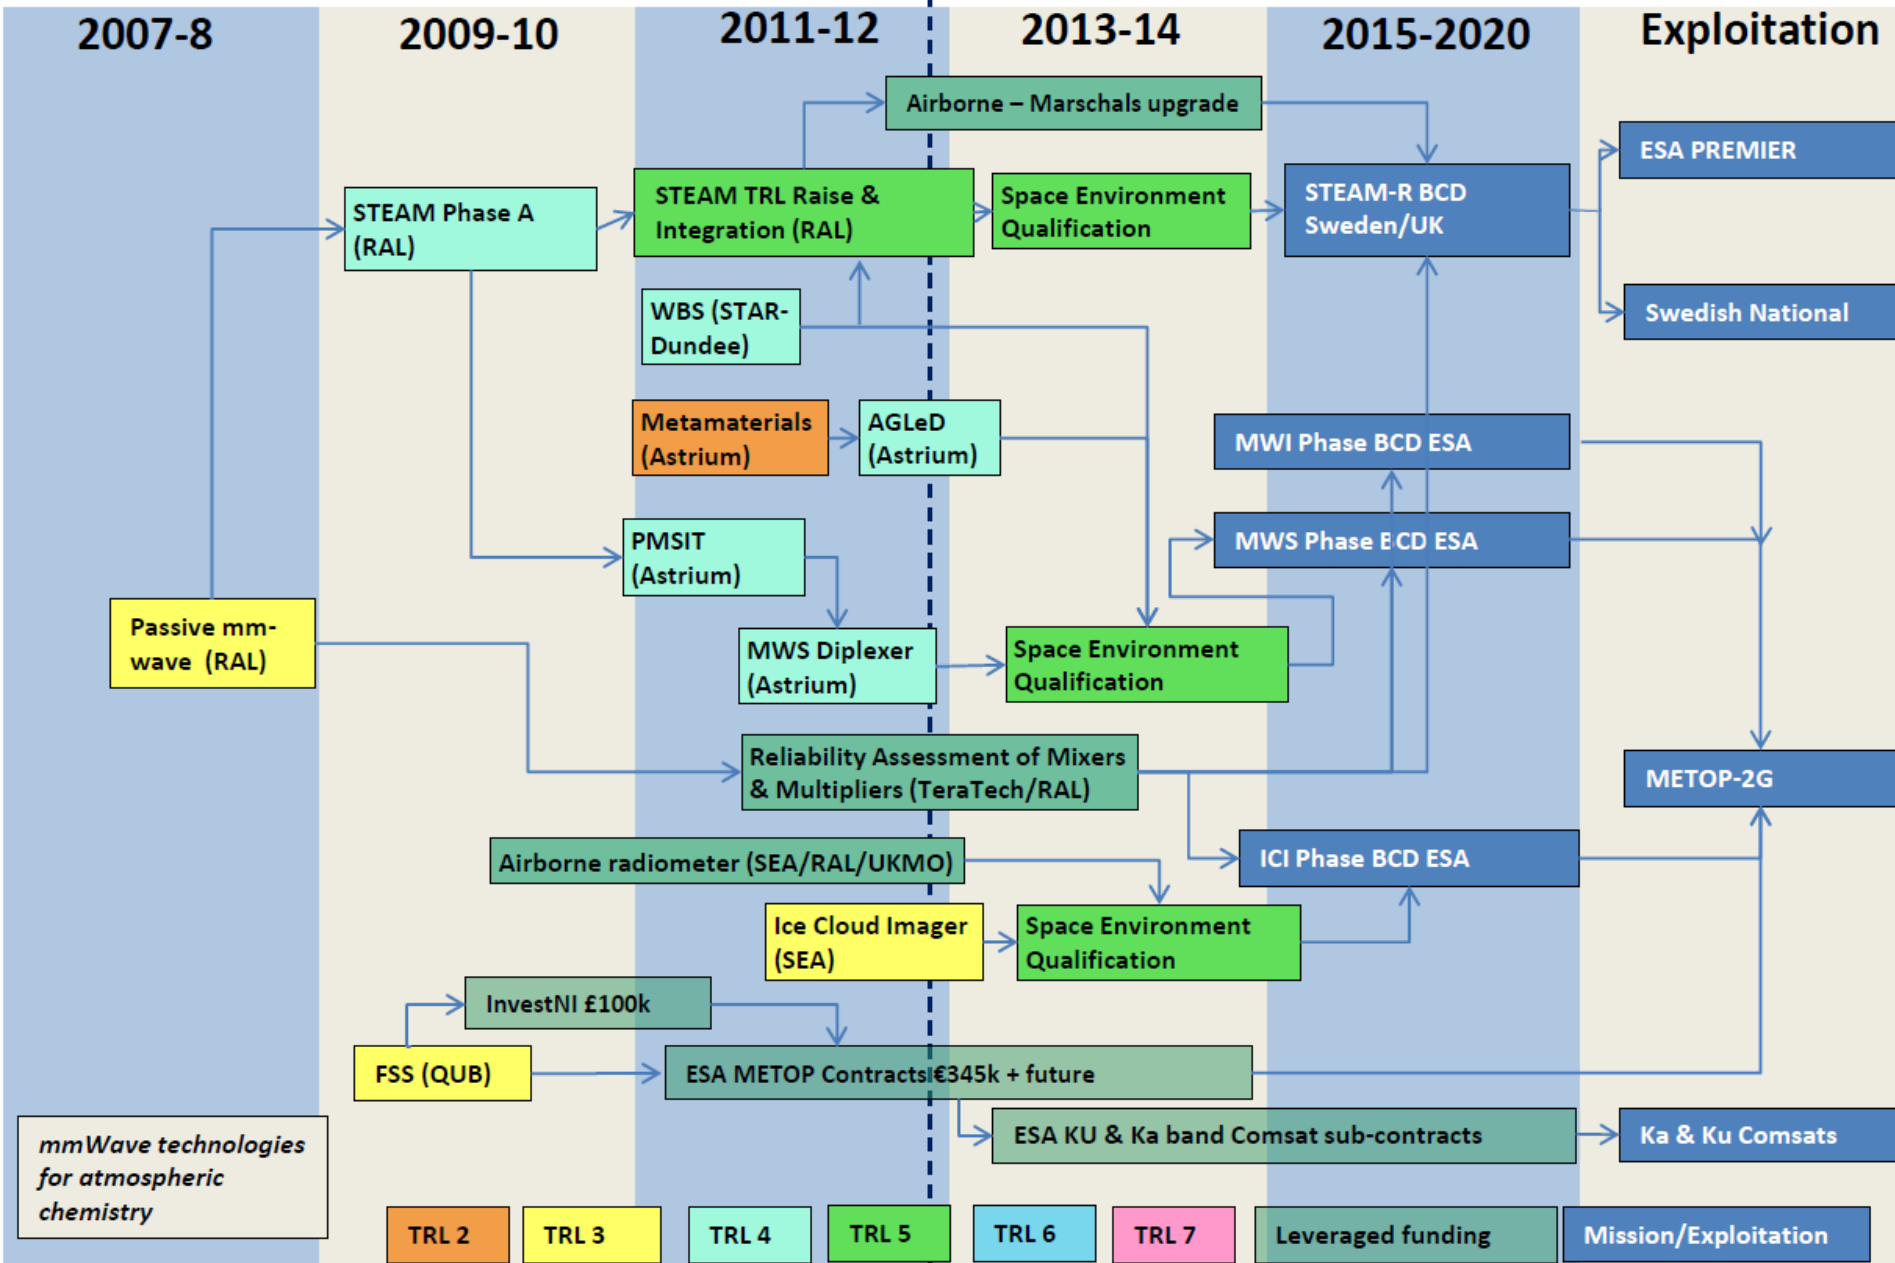 2007-8
2009-10
2011-12
2013-14
2015-2020
Exploitation
Airborne – Marschals upgrade
ESA PREMIER
STEAM Phase A
(RAL)
STEAM TRL Raise &
Integration (RAL)
Space Environment
Qualification
STEAM-R BCD
Sweden/UK
WBS (STAR-
Dundee)
Swedish National
Metamaterials
(Astrium)
AGLeD
(Astrium)
MWI Phase BCD ESA
PMSIT
(Astrium)
MWS Phase BCD ESA
Passive mm-
wave (RAL)
MWS Diplexer
(Astrium)
Space Environment
Qualification
Reliability Assessment of Mixers
& Multipliers (TeraTech/RAL)
METOP-2G
Airborne radiometer (SEA/RAL/UKMO)
ICI Phase BCD ESA
Ice Cloud Imager
(SEA)
Space Environment
Qualification
InvestNI £100k
FSS (QUB)
ESA METOP Contracts €345k + future
ESA KU & Ka band Comsat sub-contracts
Ka & Ku Comsats
mmWave technologies
for atmospheric
chemistry
TRL 2
TRL 3
TRL 4
TRL 5
TRL 6
TRL 7
Leveraged funding
Mission/Exploitation